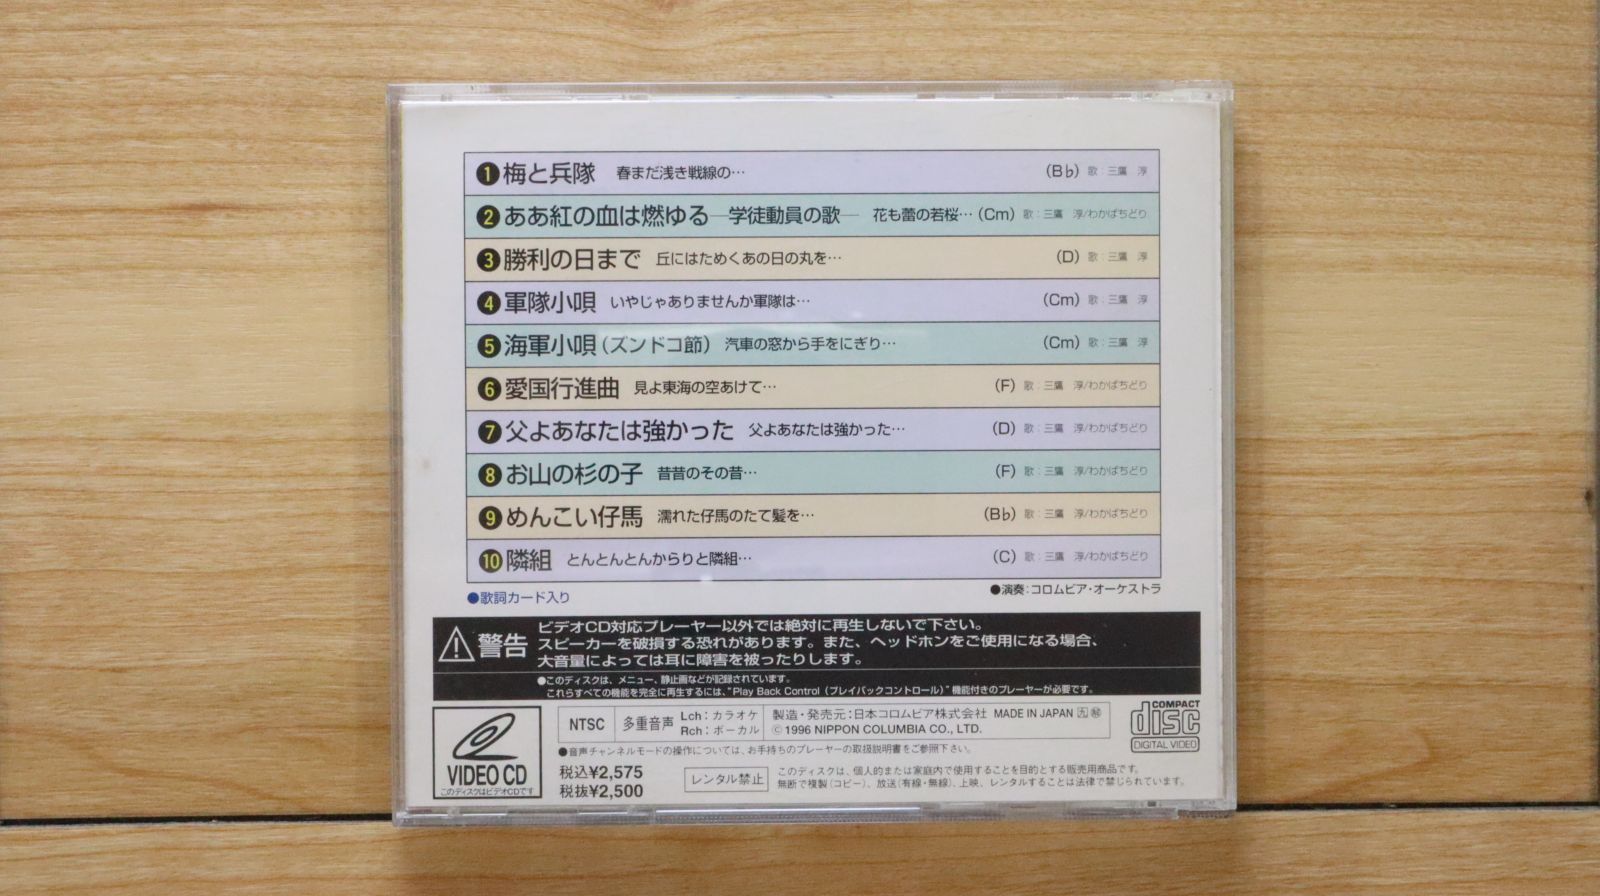 1 梅と兵隊 春まだ浅き戦線の… (B♭) 歌:三鷹 淳
2 ああ紅の血は燃ゆる—学徒動員の歌— 花も蕾の若桜… (Cm) 歌:三鷹 淳/わかばちどり
3 勝利の日まで 丘にはためくあの日の丸を… (D) 歌:三鷹 淳
4 軍隊小唄 いやじゃありませんか軍隊は… (Cm) 歌:三鷹 淳
5 海軍小唄(ズンドコ節) 汽車の窓から手をにぎり… (Cm) 歌:三鷹 淳
6 愛国行進曲 見よ東海の空あけて… (F) 歌:三鷹 淳/わかばちどり
7 父よあなたは強かった 父よあなたは強かった… (D) 歌:三鷹 淳/わかばちどり
8 お山の杉の子 昔昔のその昔… (F) 歌:三鷹 淳/わかばちどり
9 めんこい仔馬 濡れた仔馬のたて髪を… (B♭) 歌:三鷹 淳/わかばちどり
10 隣組 とんとんとんからりと隣組… (C) 歌:三鷹 淳/わかばちどり
●歌詞カード入り ●演奏:コロムビア・オーケストラ
警告
ビデオCD対応プレーヤー以外では絶対に再生しないで下さい。
スピーカーを破損する恐れがあります。また、ヘッドホンをご使用になる場合、
大音量によっては耳に障害を被ったりします。
●このディスクは、メニュー、静止画などが記録されています。
これらすべての機能を完全に再生するには、"Play Back Control (プレイバックコントロール)"機能付きのプレーヤーが必要です。
VIDEO CD
このディスクはビデオCDです
NTSC
多重音声
Lch:カラオケ
Rch:ボーカル
製造・発売元:日本コロムビア株式会社 MADE IN JAPAN
©1996 NIPPON COLUMBIA CO., LTD.
COMPACT
disc
DIGITAL VIDEO
●音声チャンネルモードの操作については、お手持ちのプレーヤーの取扱説明書をご参照下さい。
税込¥2,575
税抜¥2,500
レンタル禁止
このディスクは、個人的または家庭内で使用することを目的とする販売用商品です。
無断で複製(コピー)、放送(有線・無線)、上映、レンタルすることは法律で禁じられています。